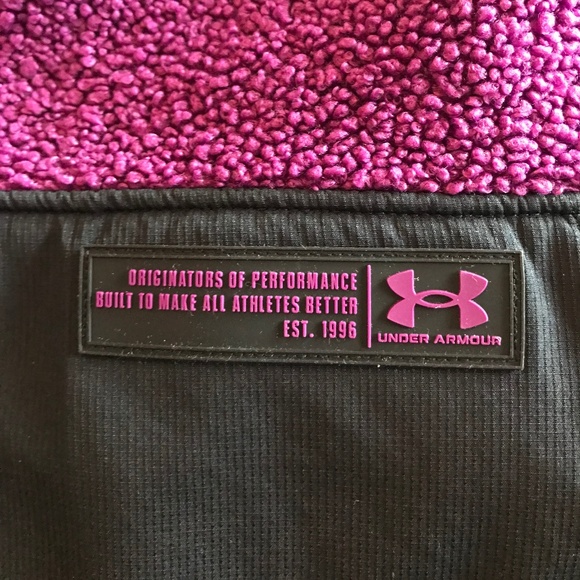 ORIGINATORS OF PERFORMANCE
BUILT TO MAKE ALL ATHLETES BETTER
EST. 1996
UNDER ARMOUR